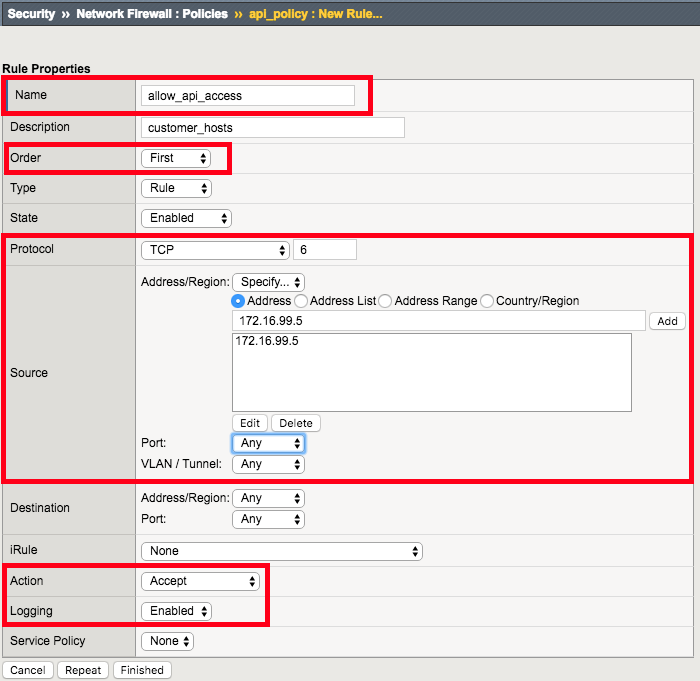 Security ›› Network Firewall : Policies ›› api_policy : New Rule...
Rule Properties
Name allow_api_access
Description customer_hosts
Order First
Type Rule
State Enabled
Protocol TCP 6
Source
Address/Region: Specify...
Address Address List Address Range Country/Region
172.16.99.5 Add
172.16.99.5
Edit Delete
Port: Any
VLAN / Tunnel: Any
Destination
Address/Region: Any
Port: Any
iRule None
Action Accept
Logging Enabled
Service Policy None
Cancel Repeat Finished